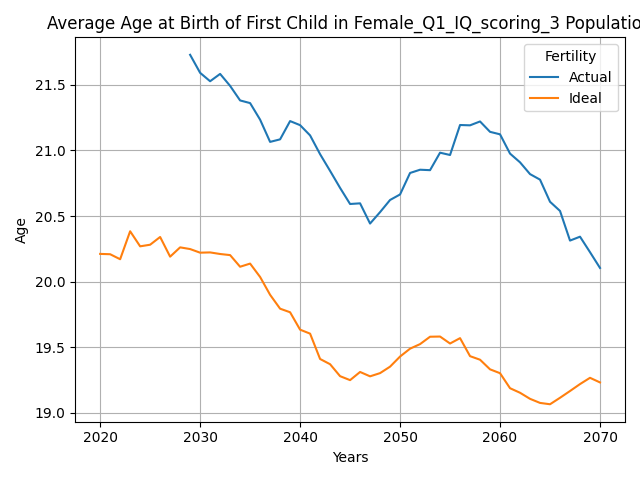 Average Age at Birth of First Child in Female_Q1_IQ_scoring_3 Populatio
Fertility
Actual
Ideal
21.5
21.0
20.5
20.0
19.5
19.0
Age
2020 2030 2040 2050 2060 2070
Years